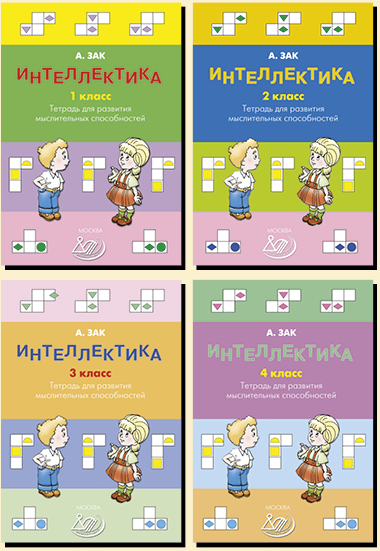 А. ЗАК
ИНТЕЛЛЕКТИКА
1 класс
Тетрадь для развития
мыслительных способностей
МОСКВА
А. ЗАК
ИНТЕЛЛЕКТИКА
2 класс
Тетрадь для развития
мыслительных способностей
МОСКВА
А. ЗАК
ИНТЕЛЛЕКТИКА
3 класс
Тетрадь для развития
мыслительных способностей
МОСКВА
А. ЗАК
ИНТЕЛЛЕКТИКА
4 класс
Тетрадь для развития
мыслительных способностей
МОСКВА